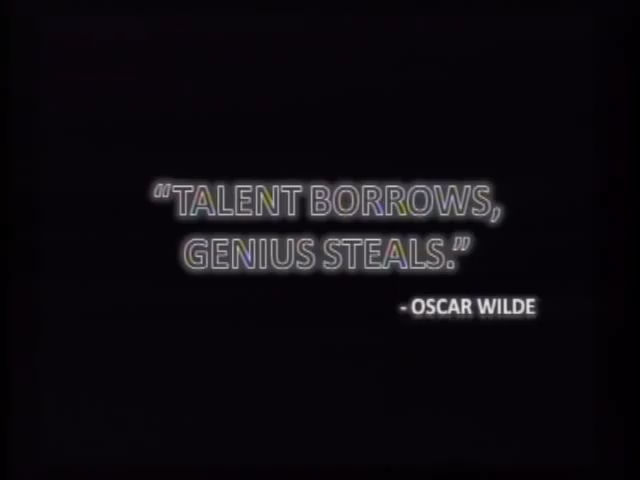 “TALENT BORROWS,
GENIUS STEALS.”
- OSCAR WILDE